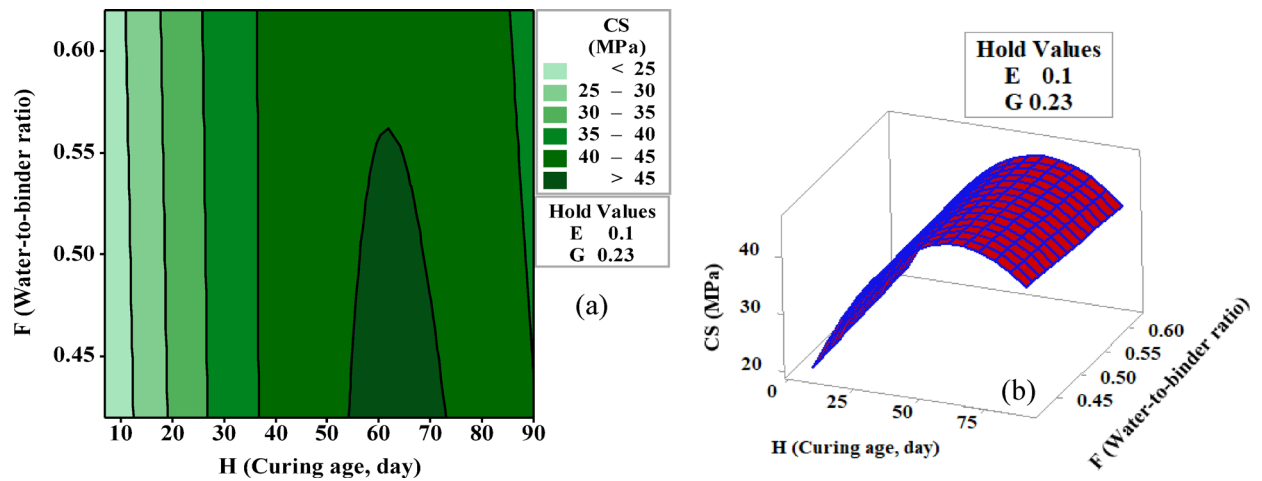 CS
(MPa)
< 25
25 – 30
30 – 35
35 – 40
40 – 45
> 45
Hold Values
E 0.1
G 0.23
0.60
0.55
0.50
0.45
F (Water-to-binder ratio)
10 20 30 40 50 60 70 80 90
H (Curing age, day)
(a)
Hold Values
E 0.1
G 0.23
40
30
20
CS (MPa)
0 25 50 75
H (Curing age, day)
0.60
0.55
0.50
0.45
F (Water-to-binder ratio)
(b)